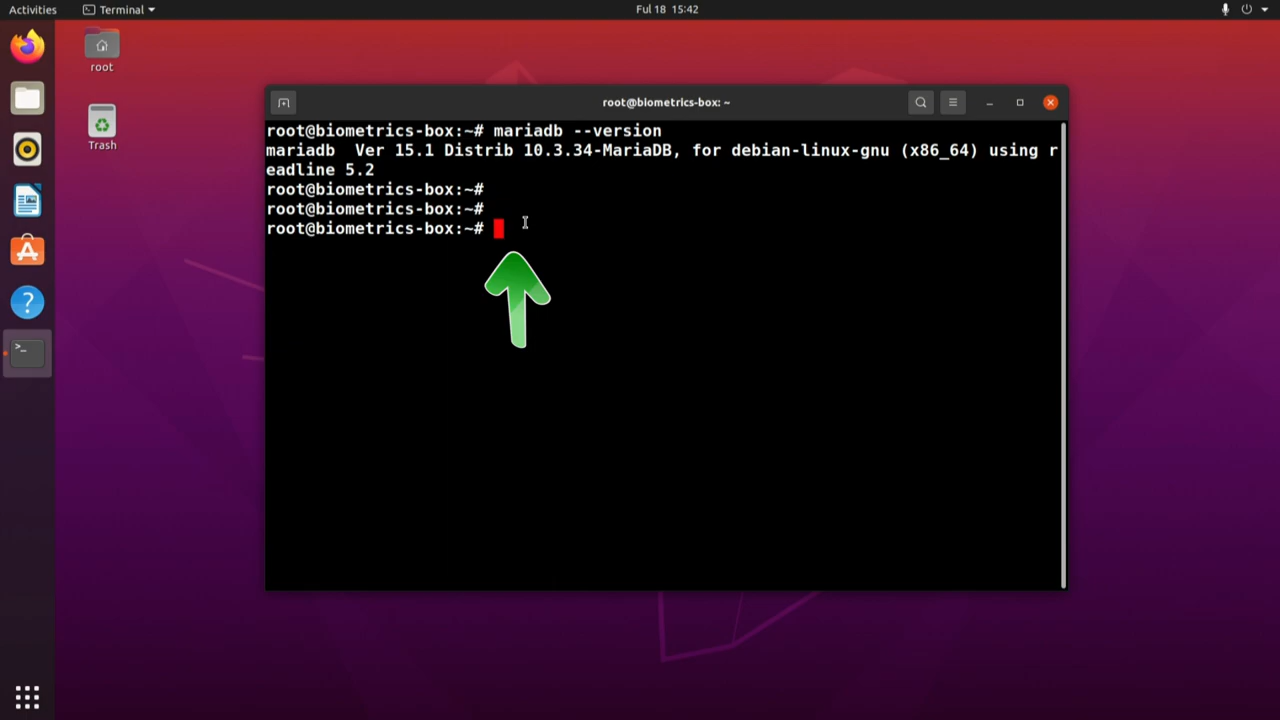 Activities
Terminal
Ful 18 15:42
root
Trash
root@biometrics-box: ~
root@biometrics-box:~# mariadb --version
mariadb  Ver 15.1 Distrib 10.3.34-MariaDB, for debian-linux-gnu (x86_64) using r
eadline 5.2
root@biometrics-box:~#
root@biometrics-box:~#
root@biometrics-box:~#